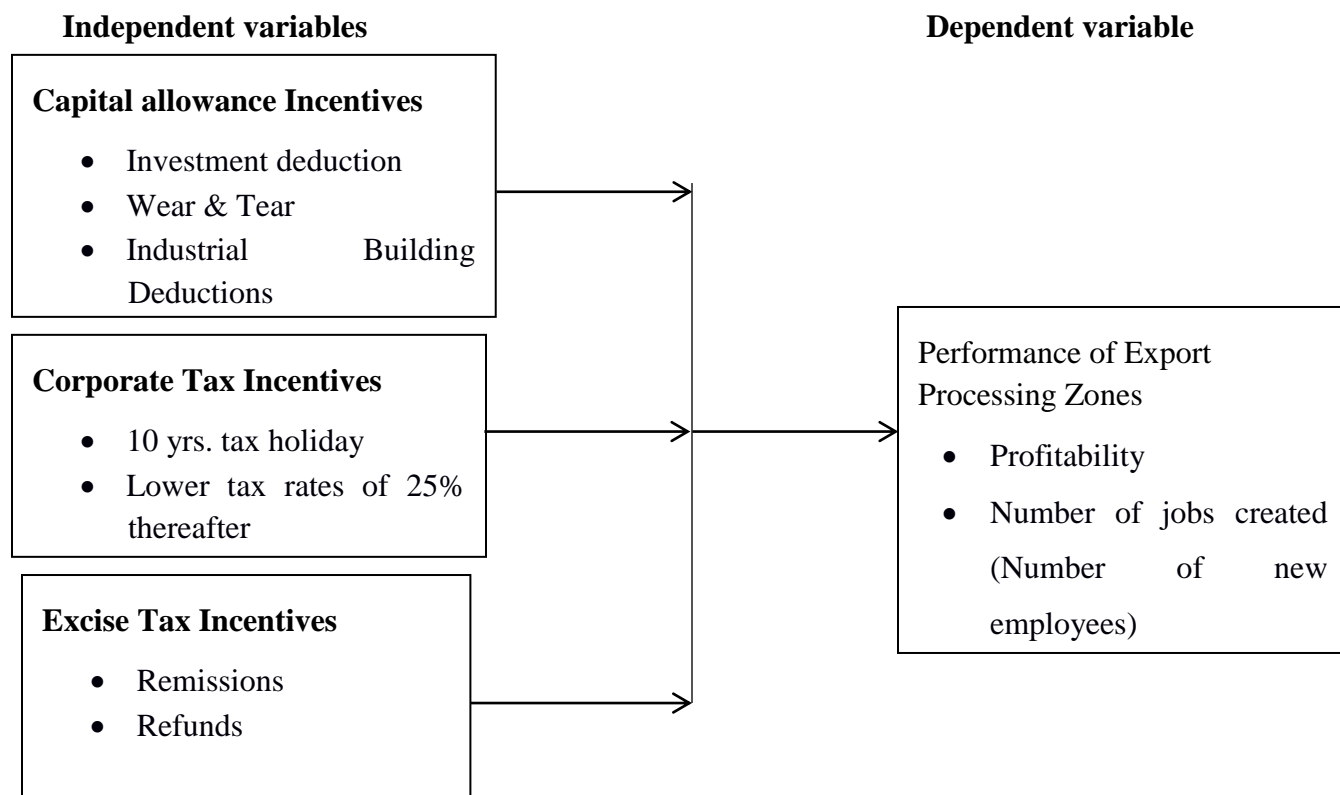 Independent variables
Dependent variable
Capital allowance Incentives
• Investment deduction
• Wear & Tear
• Industrial Building
Deductions
Corporate Tax Incentives
• 10 yrs. tax holiday
• Lower tax rates of 25%
thereafter
Excise Tax Incentives
• Remissions
• Refunds
Performance of Export
Processing Zones
• Profitability
• Number of jobs created
(Number of new
employees)